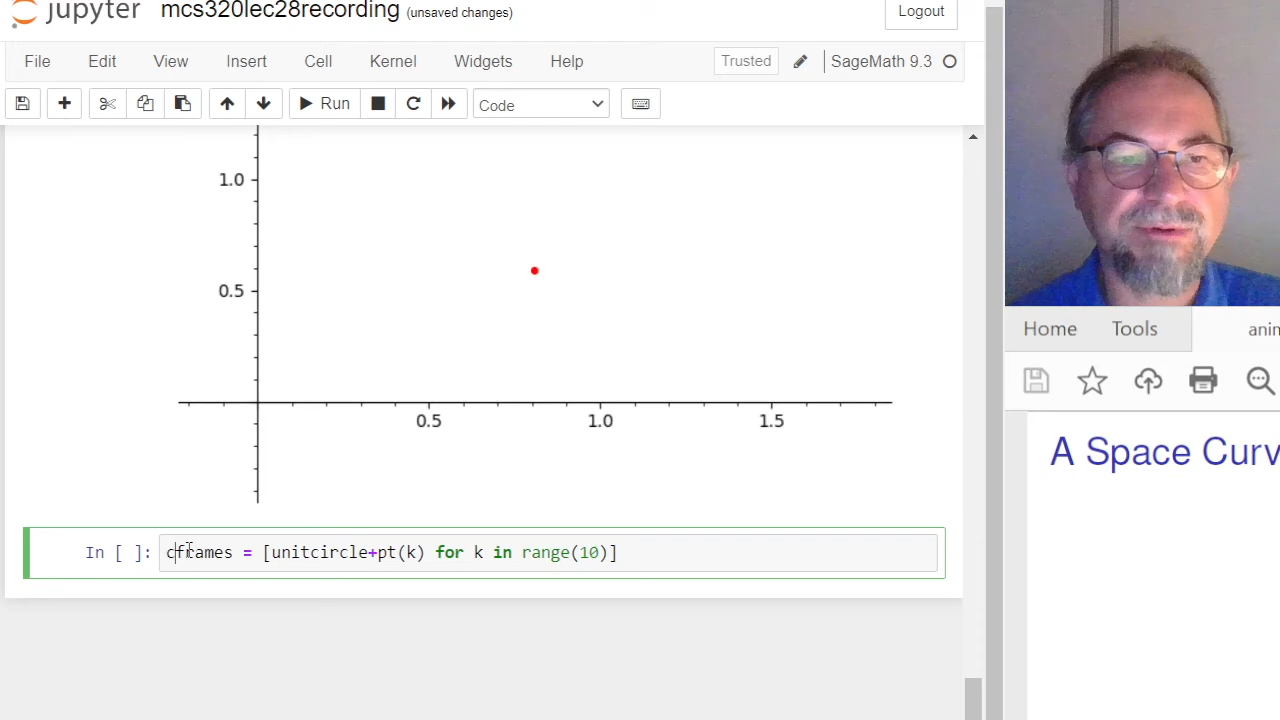 jupyter mcs320lec28recording (unsaved changes) Logout
File Edit View Insert Cell Kernel Widgets Help Trusted SageMath 9.3
Run Code
1.0
0.5
0.5 1.0 1.5
In [ ]: cframes = [unitcircle+pt(k) for k in range(10)]
Home Tools anin
A Space Curv